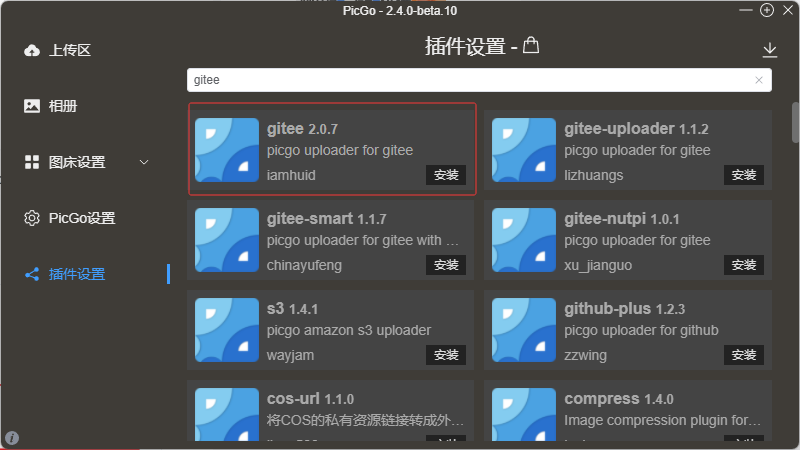 PicGo - 2.4.0-beta.10
上传区
相册
图床设置
PicGo设置
插件设置
插件设置 -
gitee
gitee 2.0.7
picgo uploader for gitee
iamhuid
安装
gitee-uploader 1.1.2
picgo uploader for gitee
lizhuangs
安装
gitee-smart 1.1.7
picgo uploader for gitee with …
chinayufeng
安装
gitee-nutpi 1.0.1
picgo uploader for gitee
xu_jianguo
安装
s3 1.4.1
picgo amazon s3 uploader
wayjam
安装
github-plus 1.2.3
picgo uploader for github
zzwing
安装
cos-url 1.1.0
将COS的私有资源链接转成外…
compress 1.4.0
Image compression plugin for…